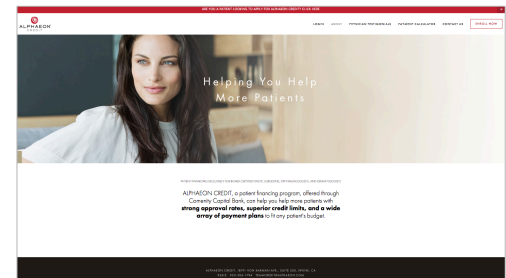 ARE YOU A PATIENT LOOKING TO APPLY FOR ALPHAEON CREDIT? CLICK HERE
ALPHAEON
CREDIT
LOGIN ABOUT PHYSICIAN TESTIMONIALS PAYMENT CALCULATOR CONTACT US ENROLL NOW
Helping You Help
More Patients
ALPHAEON CREDIT, a patient financing program, offered through
Comenity Capital Bank, can help you help more patients with
strong approval rates, superior credit limits, and a wide
array of payment plans to fit any patient's budget.